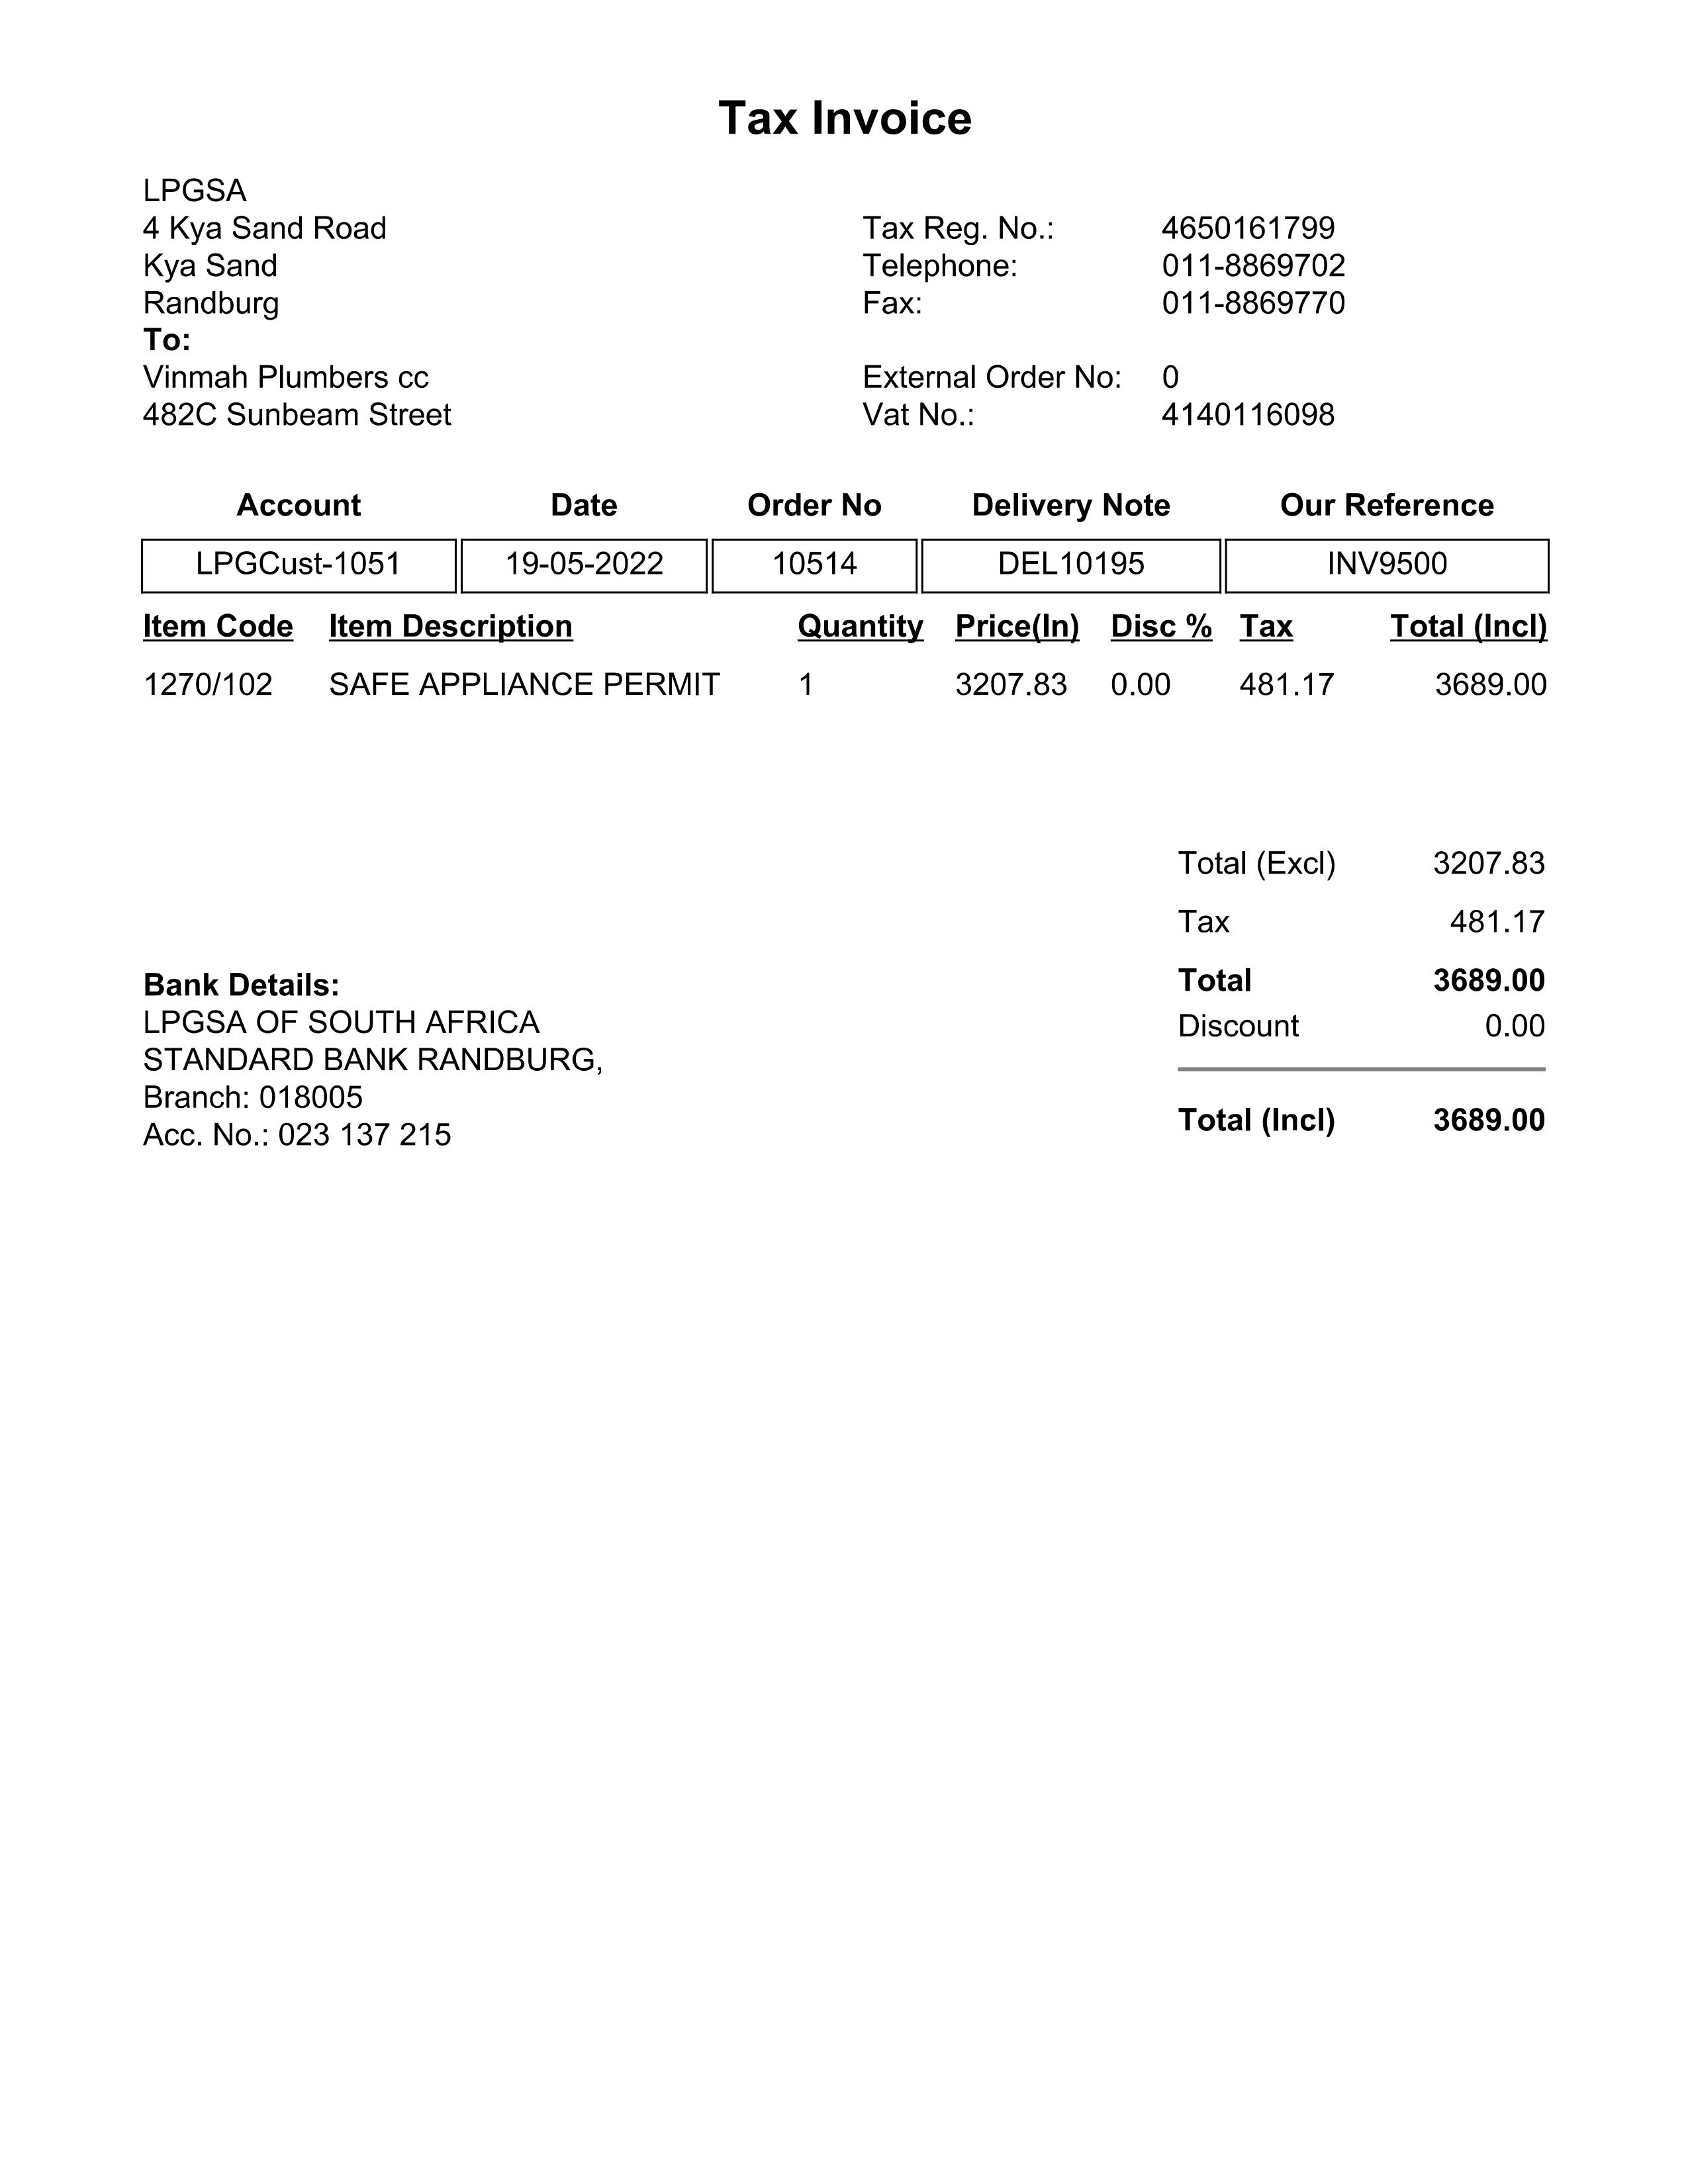 Tax Invoice
LPGSA
4 Kya Sand Road Tax Reg. No.: 4650161799
Kya Sand Telephone: 011-8869702
Randburg Fax: 011-8869770
To:
Vinmah Plumbers cc External Order No: 0
482C Sunbeam Street Vat No.: 4140116098
Account Date Order No Delivery Note Our Reference
LPGCust-1051 19-05-2022 10514 DEL10195 INV9500
Item Code Item Description Quantity Price(In) Disc % Tax Total (Incl)
1270/102 SAFE APPLIANCE PERMIT 1 3207.83 0.00 481.17 3689.00
Total (Excl) 3207.83
Tax 481.17
Total 3689.00
Discount 0.00
Total (Incl) 3689.00
Bank Details:
LPGSA OF SOUTH AFRICA
STANDARD BANK RANDBURG,
Branch: 018005
Acc. No.: 023 137 215